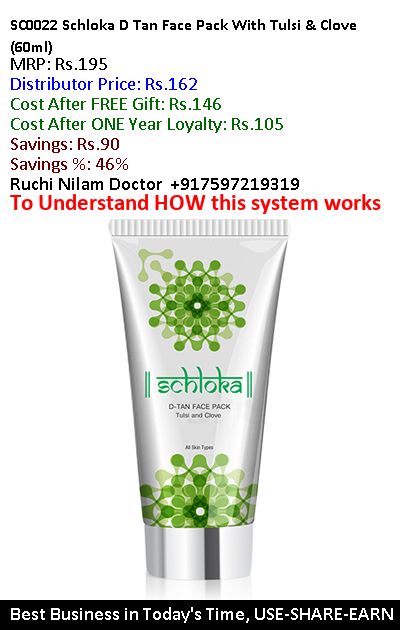 SC0022 Schloka D Tan Face Pack With Tulsi & Clove
(60ml)
MRP: Rs.195
Distributor Price: Rs.162
Cost After FREE Gift: Rs.146
Cost After ONE Year Loyalty: Rs.105
Savings: Rs.90
Savings %: 46%
Ruchi Nilam Doctor +917597219319
To Understand HOW this system works
schloka
D-TAN FACE PACK
Tulsi and Clove
All Skin Types
Best Business in Today's Time, USE-SHARE-EARN